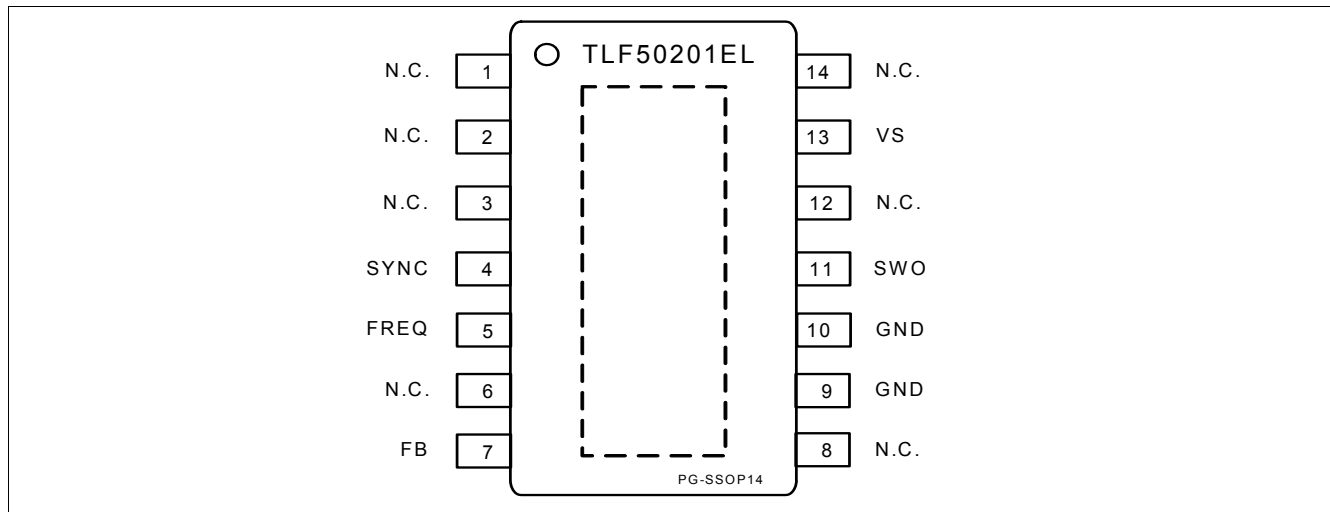 TLF50201EL
N.C. 1 14 N.C.
N.C. 2 13 VS
N.C. 3 12 N.C.
SYNC 4 11 SWO
FREQ 5 10 GND
N.C. 6 9 GND
FB 7 8 N.C.
PG-SSOP14